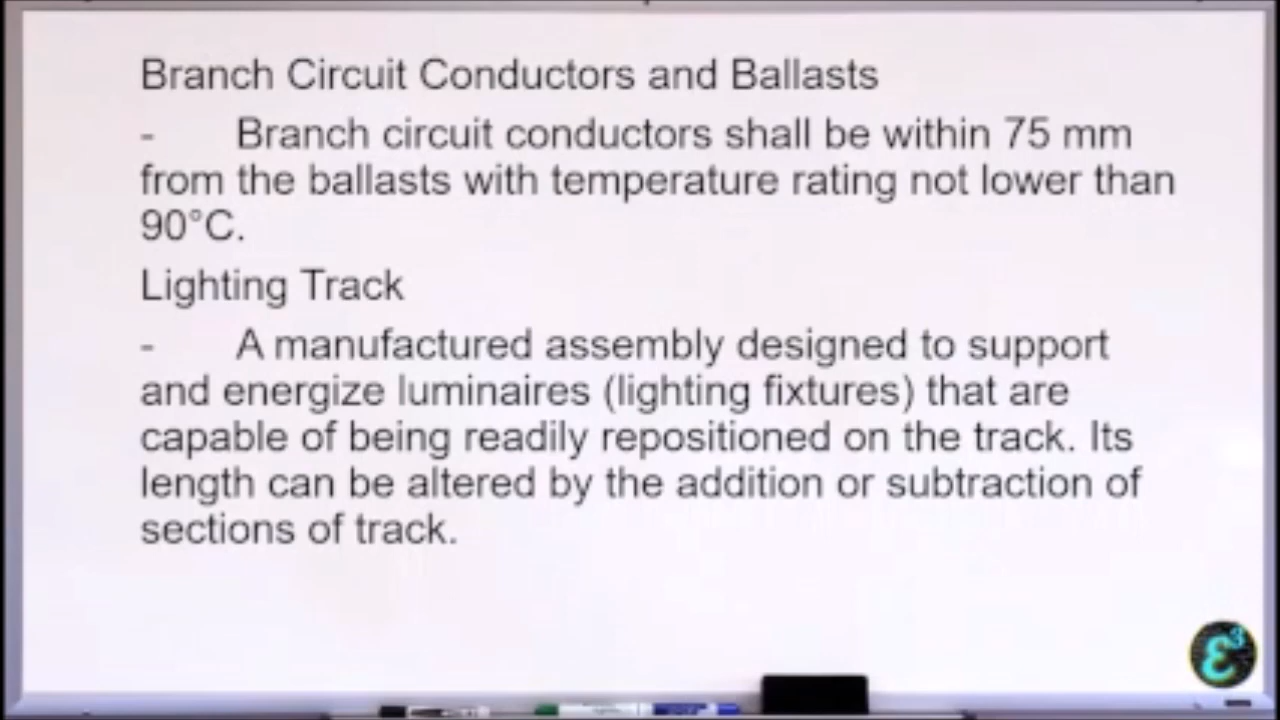 Branch Circuit Conductors and Ballasts
- Branch circuit conductors shall be within 75 mm
from the ballasts with temperature rating not lower than
90°C.
Lighting Track
- A manufactured assembly designed to support
and energize luminaires (lighting fixtures) that are
capable of being readily repositioned on the track. Its
length can be altered by the addition or subtraction of
sections of track.
ε3